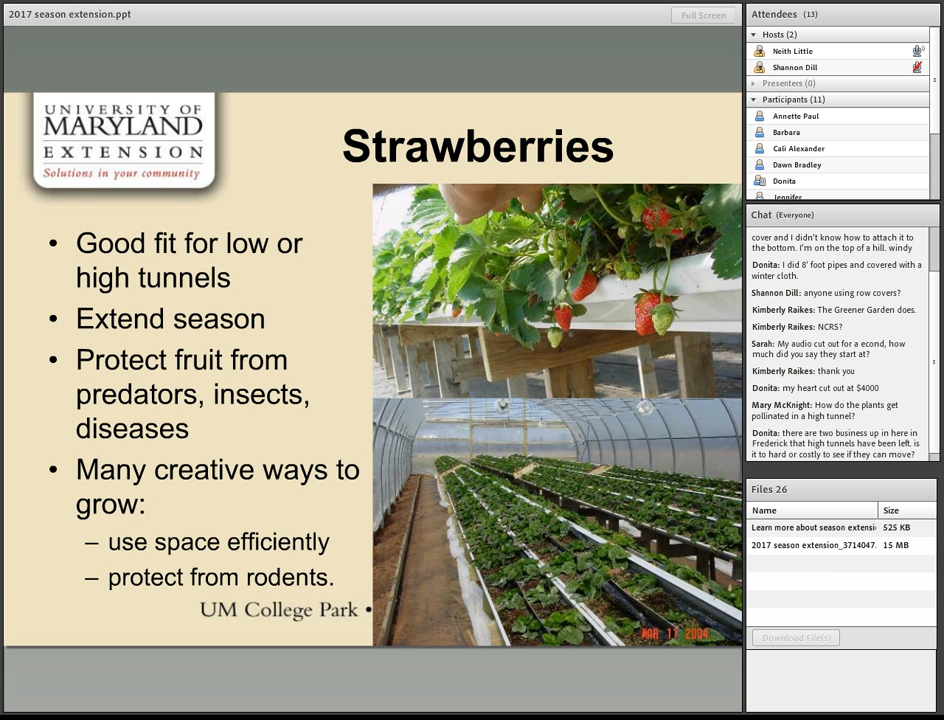 2017 season extension.ppt
Full Screen
UNIVERSITY OF
MARYLAND
EXTENSION
Solutions in your community
Strawberries
• Good fit for low or
high tunnels
• Extend season
• Protect fruit from
predators, insects,
diseases
• Many creative ways to
grow:
– use space efficiently
– protect from rodents.
UM College Park •
MAR 17 2004
Attendees (13)
Hosts (2)
Neith Little
Shannon Dill
Presenters (0)
Participants (11)
Annette Paul
Barbara
Cali Alexander
Dawn Bradley
Donita
Jennifer
Chat (Everyone)
cover and I didn't know how to attach it to
the bottom. I'm on the top of a hill. windy
Donita: I did 8' foot pipes and covered with a
winter cloth.
Shannon Dill: anyone using row covers?
Kimberly Raikes: The Greener Garden does.
Kimberly Raikes: NCRS?
Sarah: My audio cut out for a econd, how
much did you say they start at?
Kimberly Raikes: thank you
Donita: my heart cut out at $4000
Mary McKnight: How do the plants get
pollinated in a high tunnel?
Donita: there are two business up in here in
Frederick that high tunnels have been left. is
it to hard or costly to see if they can move?
Files 26
Name Size
Learn more about season extensi 525 KB
2017 season extension_3714047. 15 MB
Download File(s)